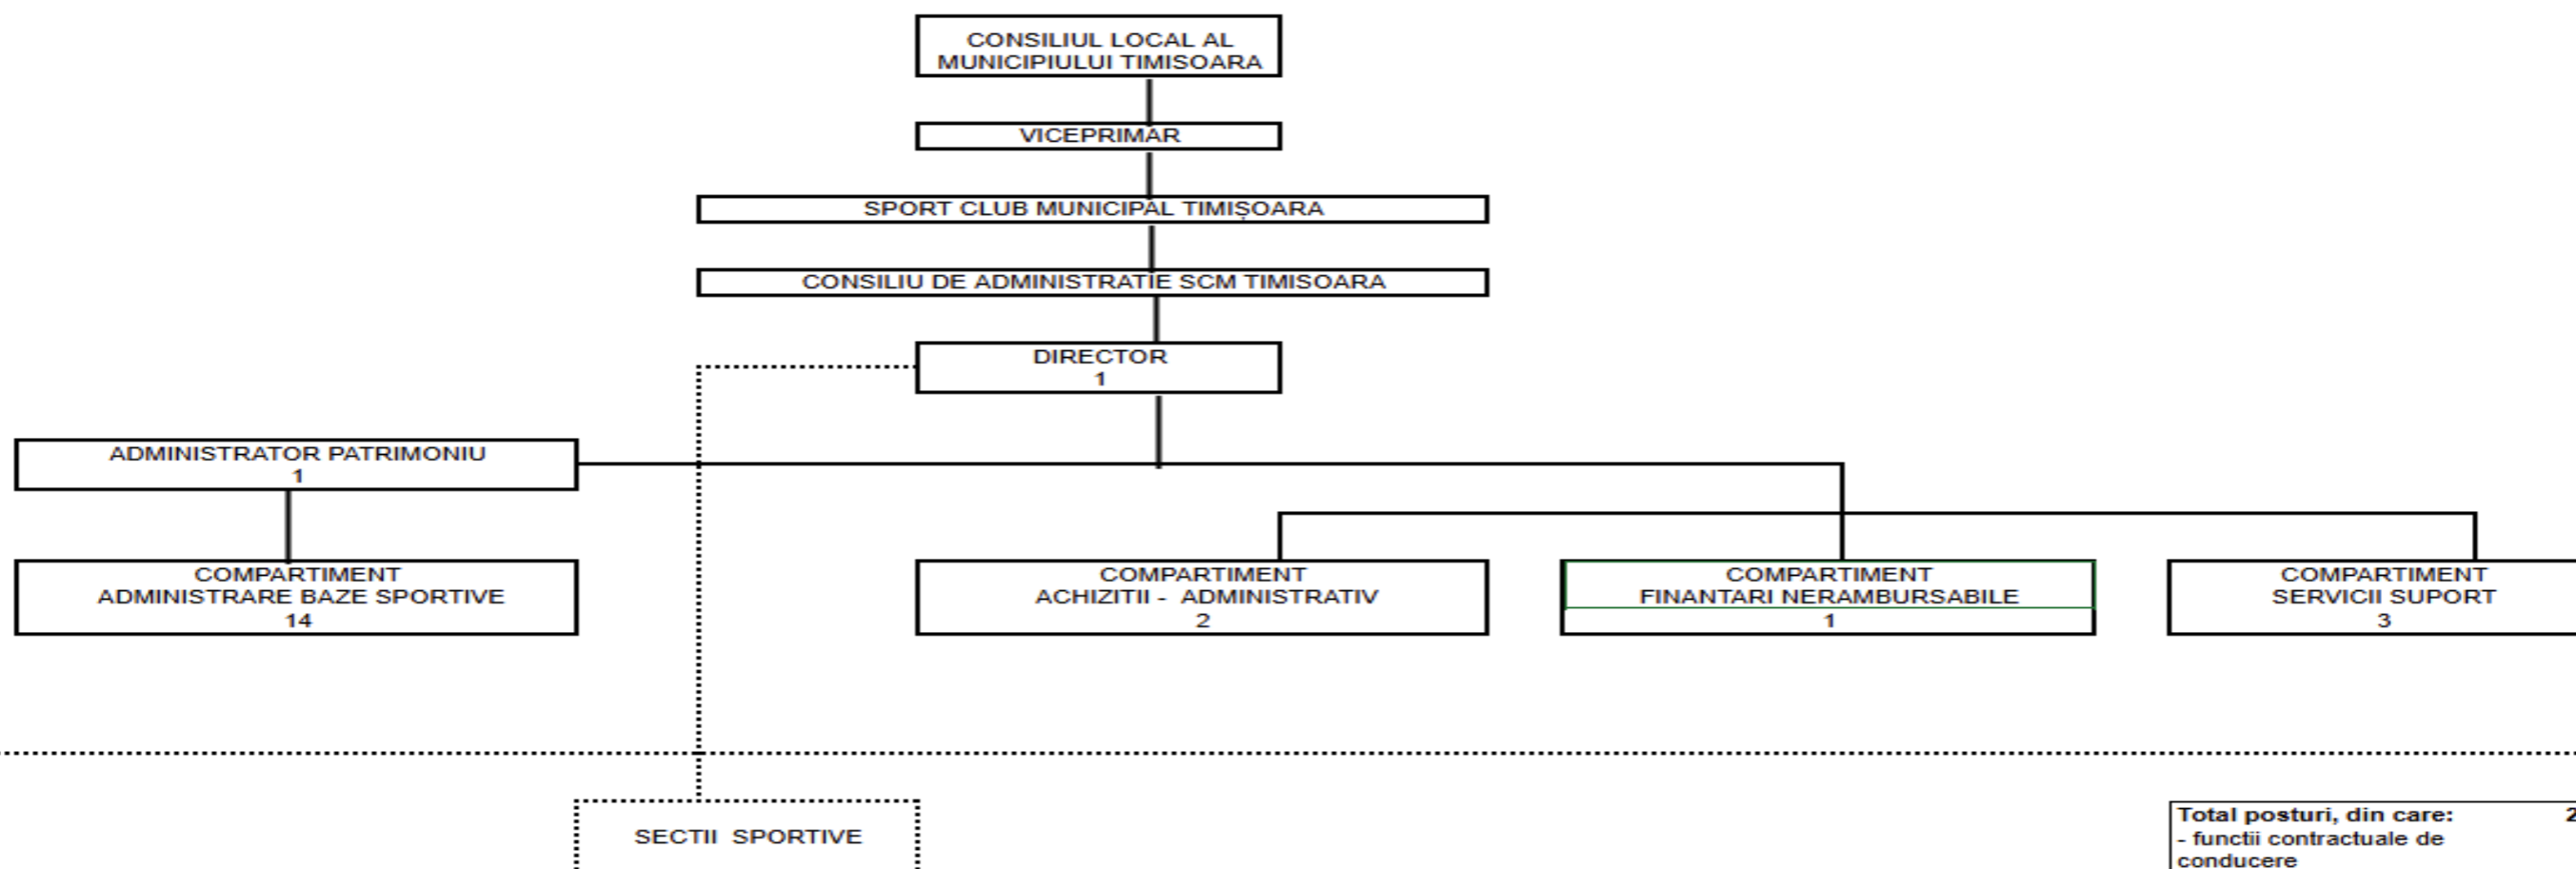 CONSILIUL LOCAL AL
MUNICIPIULUI TIMISOARA
VICEPRIMAR
SPORT CLUB MUNICIPAL TIMIȘOARA
CONSILIU DE ADMINISTRATIE SCM TIMISOARA
DIRECTOR
1
ADMINISTRATOR PATRIMONIU
1
COMPARTIMENT
ADMINISTRARE BAZE SPORTIVE
14
COMPARTIMENT
ACHIZITII - ADMINISTRATIV
2
COMPARTIMENT
FINANTARI NERAMBURSABILE
1
COMPARTIMENT
SERVICII SUPORT
3
SECTII SPORTIVE
Total posturi, din care:
- functii contractuale de
conducere